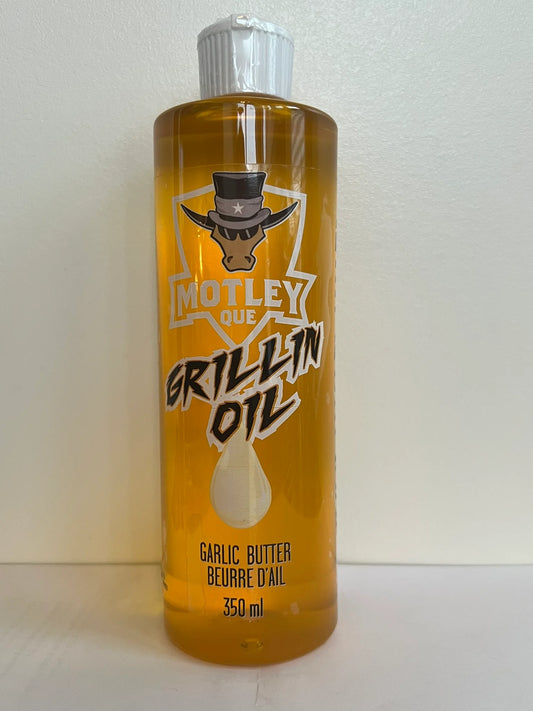 MOTLEY
QUE
GRILLIN
OIL
GARLIC BUTTER
BEURRE D'AIL
350 ml